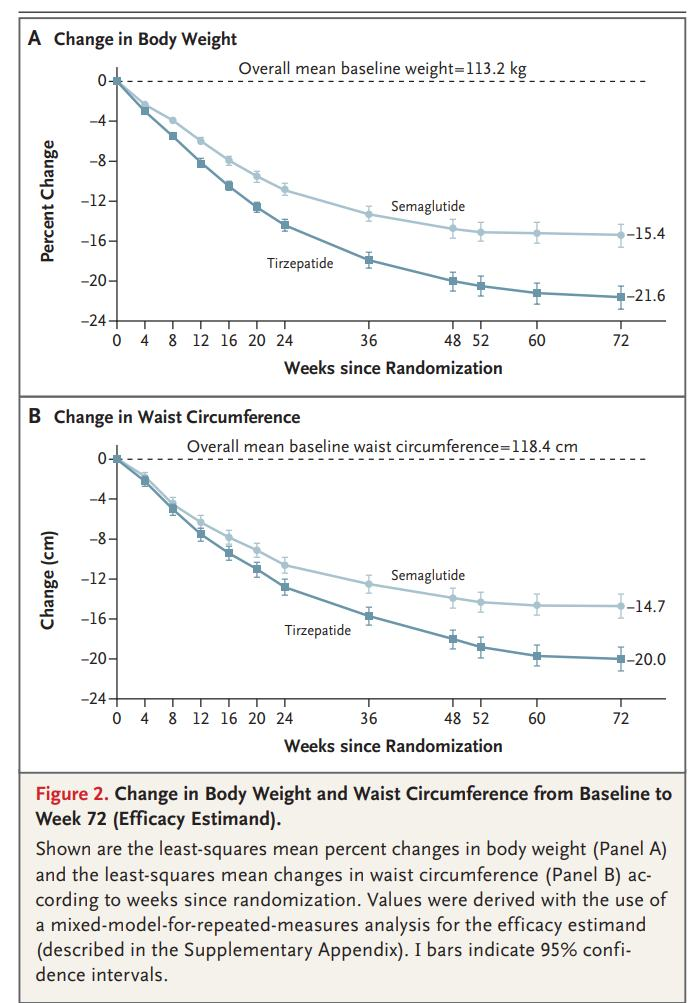 A Change in Body Weight
Overall mean baseline weight=113.2 kg
0
−4
−8
−12
−16
−20
−24
Percent Change
Semaglutide
Tirzepatide
−15.4
−21.6
0 4 8 12 16 20 24 36 48 52 60 72
Weeks since Randomization
B Change in Waist Circumference
Overall mean baseline waist circumference=118.4 cm
0
−4
−8
−12
−16
−20
−24
Change (cm)
Semaglutide
Tirzepatide
−14.7
−20.0
0 4 8 12 16 20 24 36 48 52 60 72
Weeks since Randomization
Figure 2. Change in Body Weight and Waist Circumference from Baseline to
Week 72 (Efficacy Estimand).
Shown are the least-squares mean percent changes in body weight (Panel A)
and the least-squares mean changes in waist circumference (Panel B) ac-
cording to weeks since randomization. Values were derived with the use of
a mixed-model-for-repeated-measures analysis for the efficacy estimand
(described in the Supplementary Appendix). I bars indicate 95% confi-
dence intervals.